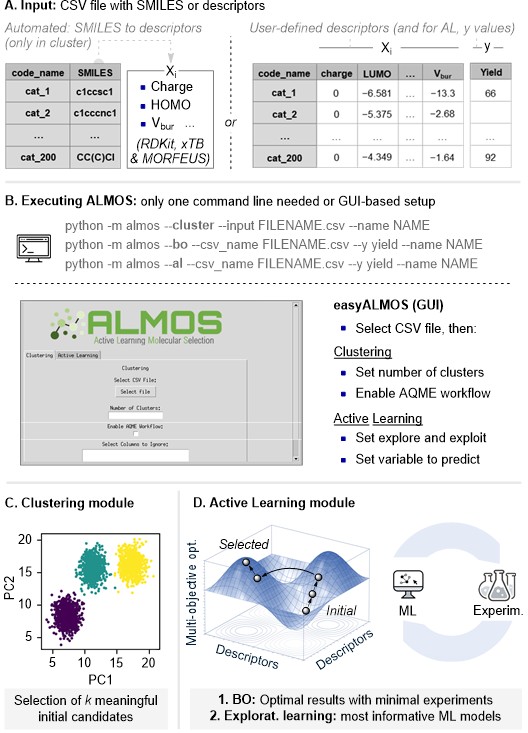 A. Input: CSV file with SMILES or descriptors
Automated: SMILES to descriptors
(only in cluster)
User-defined descriptors (and for AL, y values)
Xi
Xi
y
code_name SMILES
cat_1 c1ccsc1
cat_2 c1cccnc1
... ...
cat_200 CC(C)Cl
Charge
HOMO
Vbur ...
(RDKit, xTB
& MORFEUS)
or
code_name charge LUMO ... Vbur Yield
cat_1 0 −6.581 ... −13.3 66
cat_2 0 −5.375 ... −2.68
... ... ... ... ...
cat_200 0 −4.349 ... −1.64 92
B. Executing ALMOS: only one command line needed or GUI-based setup
python -m almos --cluster --input FILENAME.csv --name NAME
python -m almos --bo --csv_name FILENAME.csv --y yield --name NAME
python -m almos --al --csv_name FILENAME.csv --y yield --name NAME
ALMOS
Active Learning Molecular Selection
Clustering Active Learning
Clustering
Select CSV File:
Select File
Number of Clusters:
Enable AQME Workflow:
Select Columns to Ignore:
easyALMOS (GUI)
Select CSV file, then:
Clustering
Set number of clusters
Enable AQME workflow
Active Learning
Set explore and exploit
Set variable to predict
C. Clustering module
20
15
10
5
PC2
5 10 15 20
PC1
Selection of k meaningful
initial candidates
D. Active Learning module
Multi-objective opt.
Selected
Initial
Descriptors
Descriptors
ML
Experim.
1. BO: Optimal results with minimal experiments
2. Explorat. learning: most informative ML models